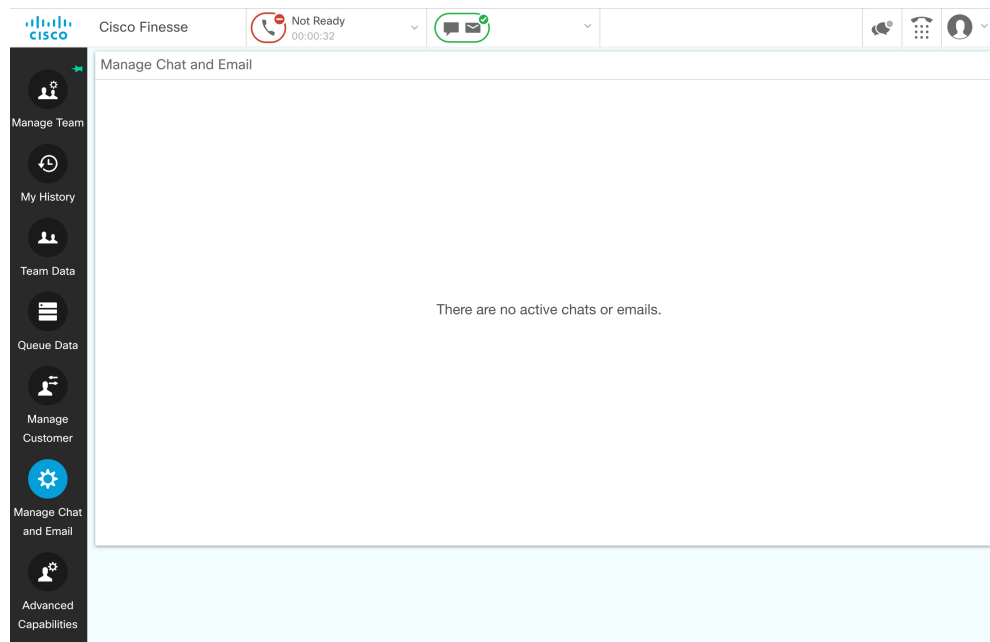 CISCO
Cisco Finesse
Not Ready
00:00:32
Manage Chat and Email
Manage Team
My History
Team Data
Queue Data
Manage
Customer
Manage Chat
and Email
Advanced
Capabilities
There are no active chats or emails.